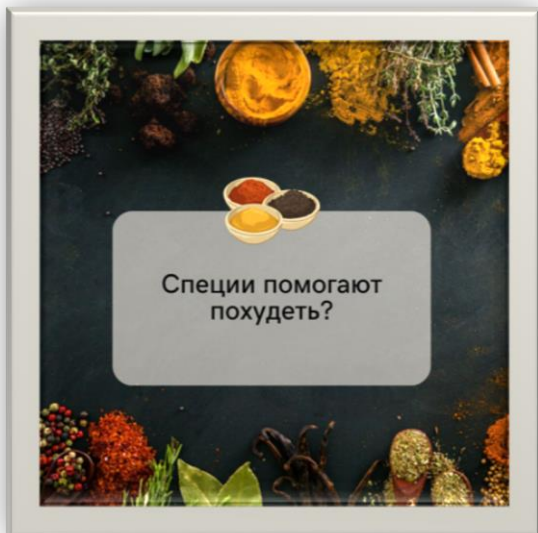 Специи помогают
похудеть?